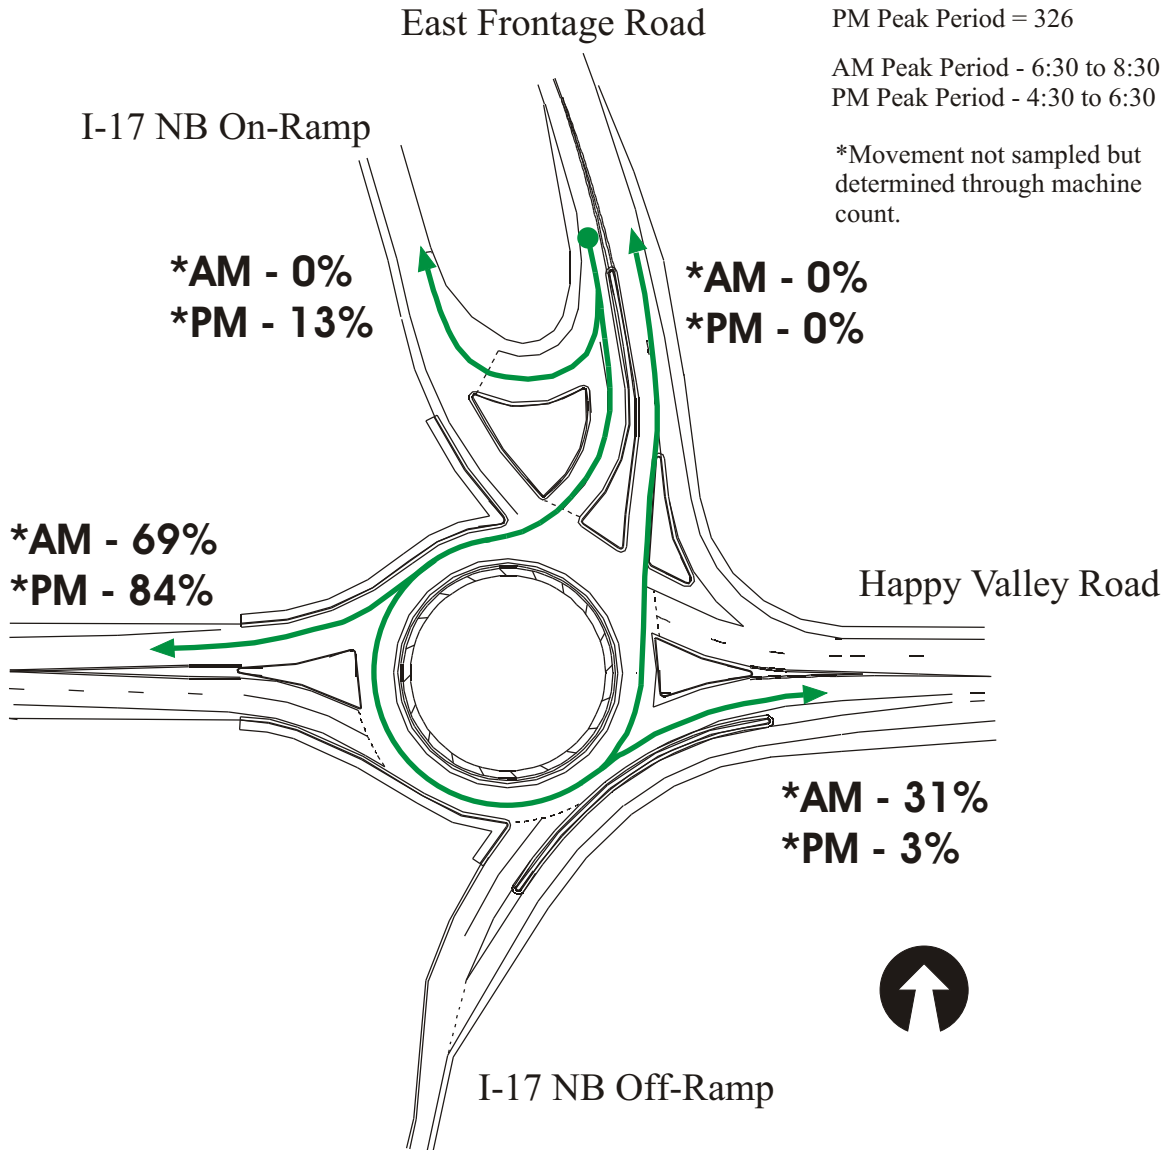 East Frontage Road
PM Peak Period = 326
AM Peak Period - 6:30 to 8:30
PM Peak Period - 4:30 to 6:30
I-17 NB On-Ramp
*Movement not sampled but
determined through machine
count.
*AM - 0%
*PM - 13%
*AM - 0%
*PM - 0%
*AM - 69%
*PM - 84%
Happy Valley Road
*AM - 31%
*PM - 3%
I-17 NB Off-Ramp